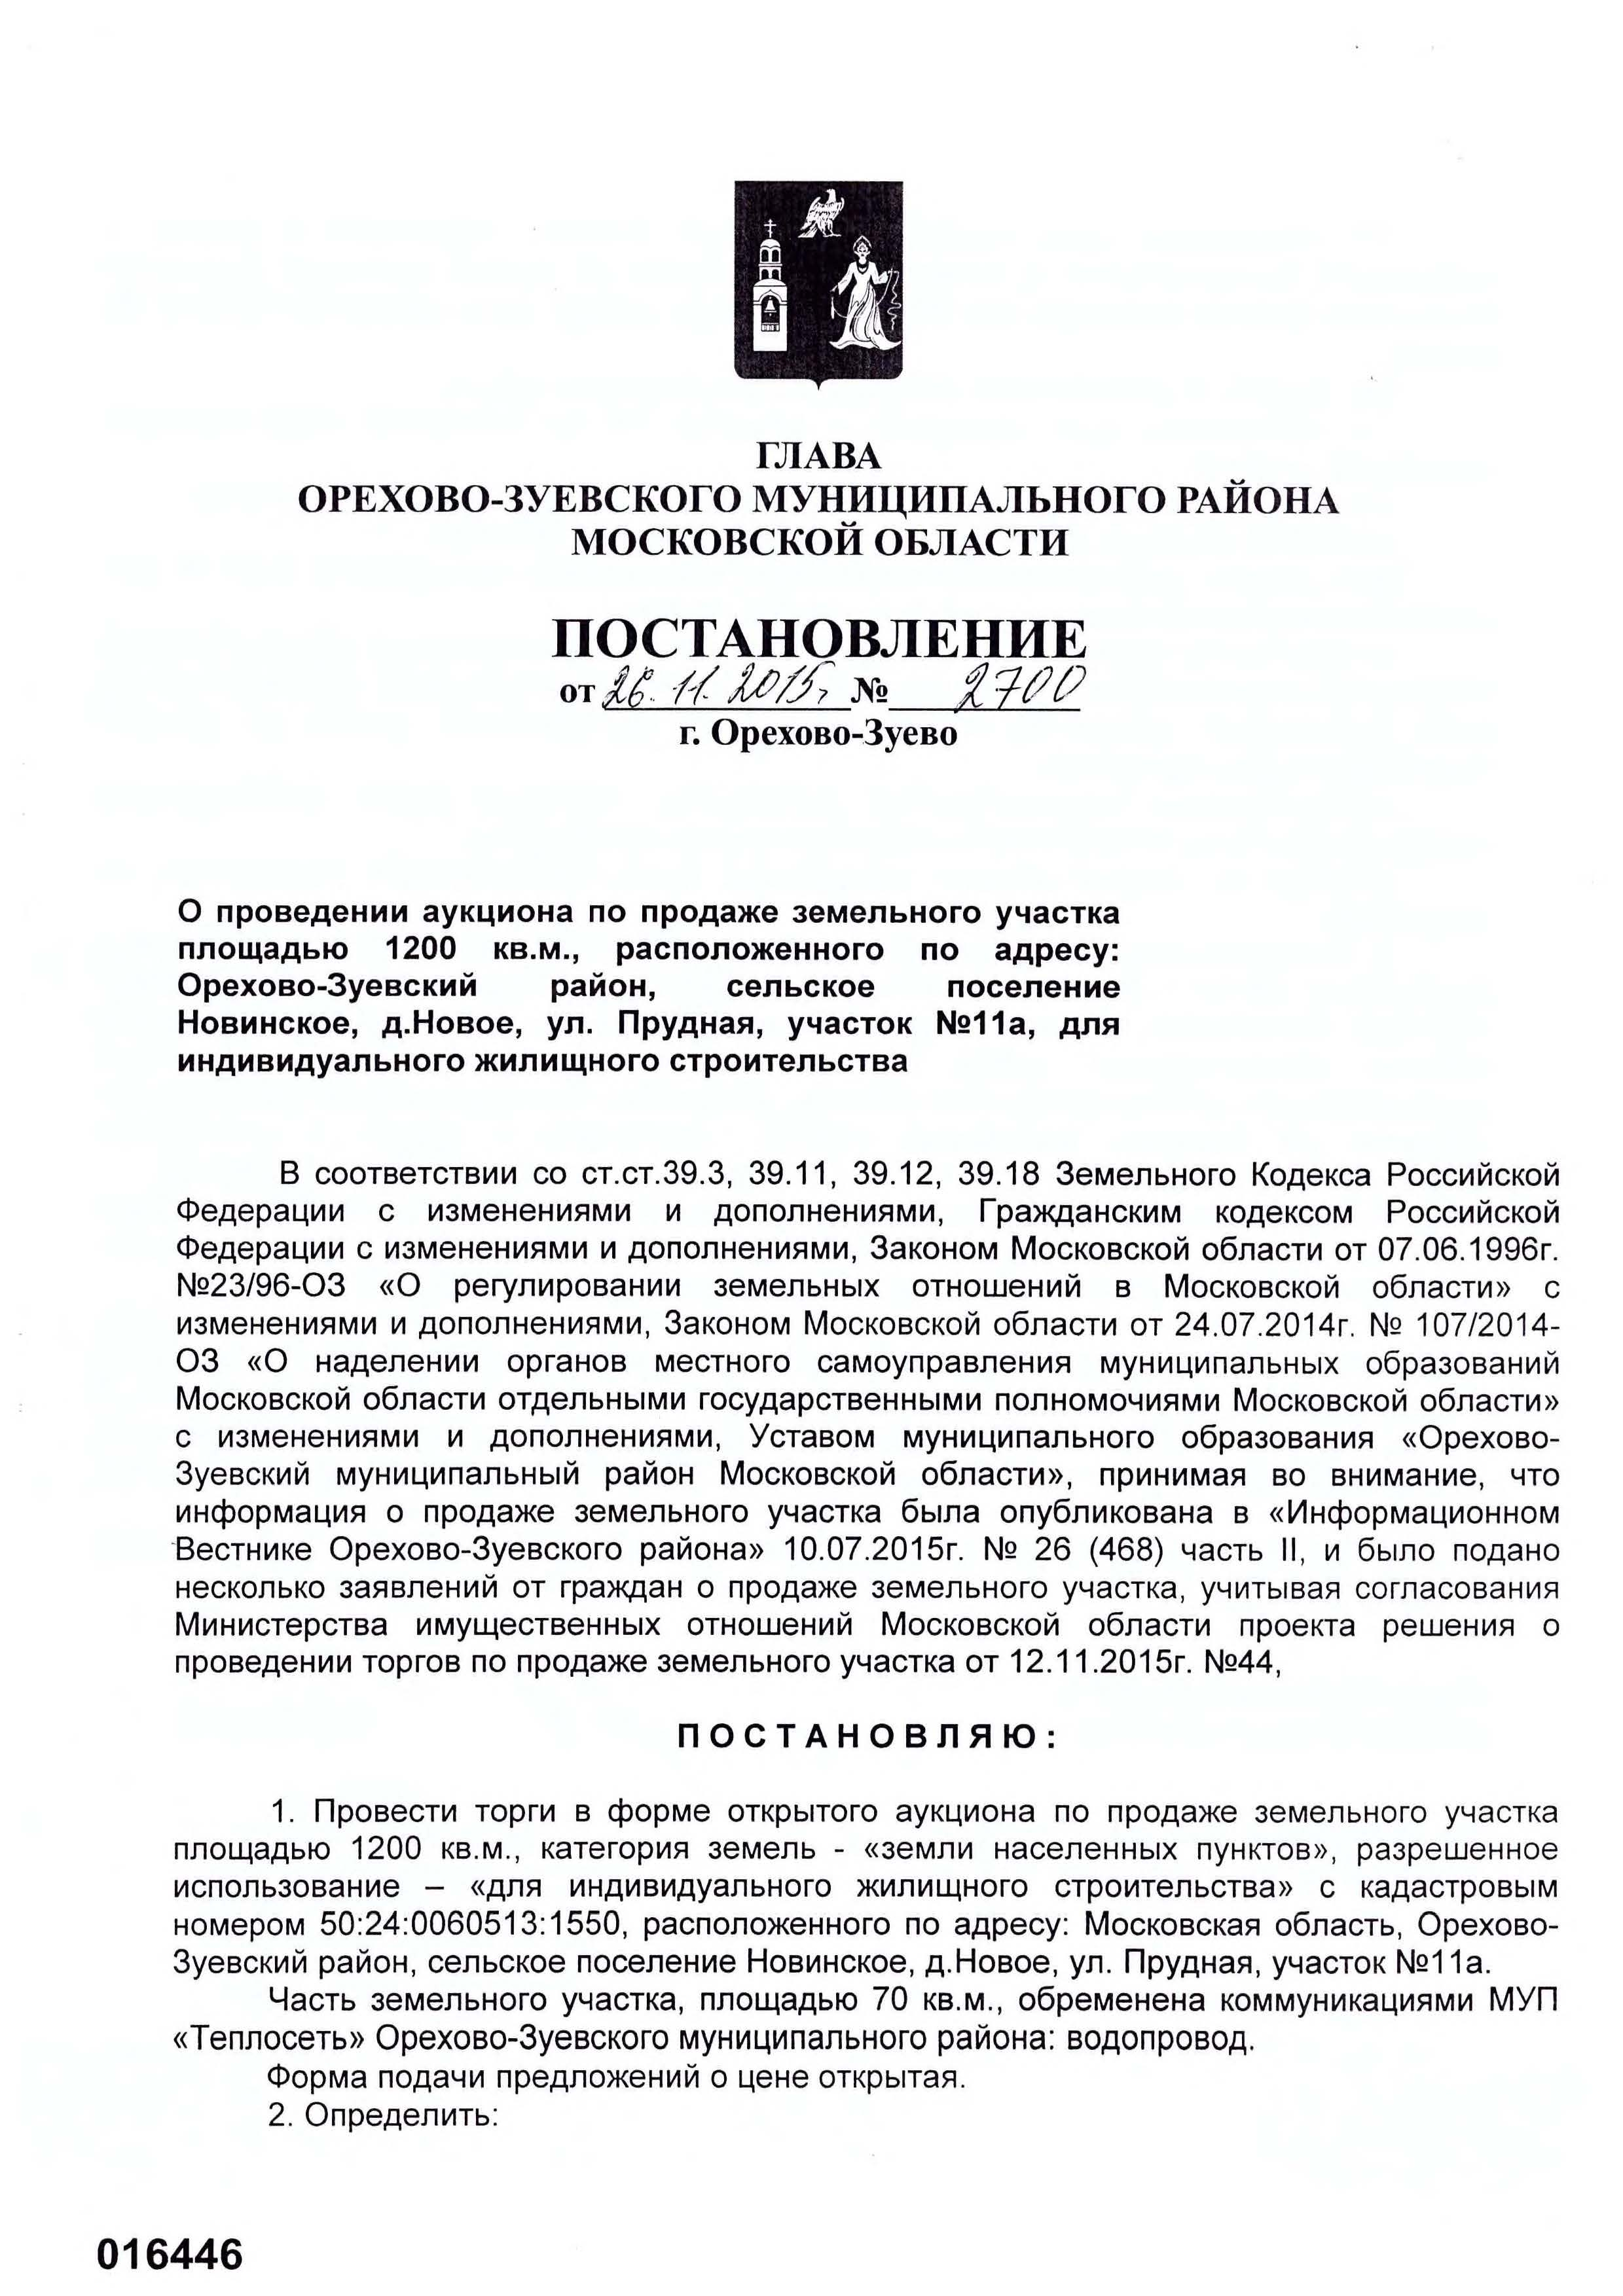 ГЛАВА
ОРЕХОВО-ЗУЕВСКОГО МУНИЦИПАЛЬНОГО РАЙОНА
МОСКОВСКОЙ ОБЛАСТИ
ПОСТАНОВЛЕНИЕ
от 26.11.2015г № 2700
г. Орехово-Зуево
О проведении аукциона по продаже земельного участка
площадью 1200 кв.м., расположенного по адресу:
Орехово-Зуевский район, сельское поселение
Новинское, д.Новое, ул. Прудная, участок №11а, для
индивидуального жилищного строительства
В соответствии со ст.ст.39.3, 39.11, 39.12, 39.18 Земельного Кодекса Российской
Федерации с изменениями и дополнениями, Гражданским кодексом Российской
Федерации с изменениями и дополнениями, Законом Московской области от 07.06.1996г.
№23/96-ОЗ «О регулировании земельных отношений в Московской области» с
изменениями и дополнениями, Законом Московской области от 24.07.2014г. № 107/2014-
ОЗ «О наделении органов местного самоуправления муниципальных образований
Московской области отдельными государственными полномочиями Московской области»
с изменениями и дополнениями, Уставом муниципального образования «Орехово-
Зуевский муниципальный район Московской области», принимая во внимание, что
информация о продаже земельного участка была опубликована в «Информационном
Вестнике Орехово-Зуевского района» 10.07.2015г. № 26 (468) часть II, и было подано
несколько заявлений от граждан о продаже земельного участка, учитывая согласования
Министерства имущественных отношений Московской области проекта решения о
проведении торгов по продаже земельного участка от 12.11.2015г. №44,
ПОСТАНОВЛЯЮ:
1. Провести торги в форме открытого аукциона по продаже земельного участка
площадью 1200 кв.м., категория земель - «земли населенных пунктов», разрешенное
использование – «для индивидуального жилищного строительства» с кадастровым
номером 50:24:0060513:1550, расположенного по адресу: Московская область, Орехово-
Зуевский район, сельское поселение Новинское, д.Новое, ул. Прудная, участок №11а.
Часть земельного участка, площадью 70 кв.м., обременена коммуникациями МУП
«Теплосеть» Орехово-Зуевского муниципального района: водопровод.
Форма подачи предложений о цене открытая.
2. Определить:
016446